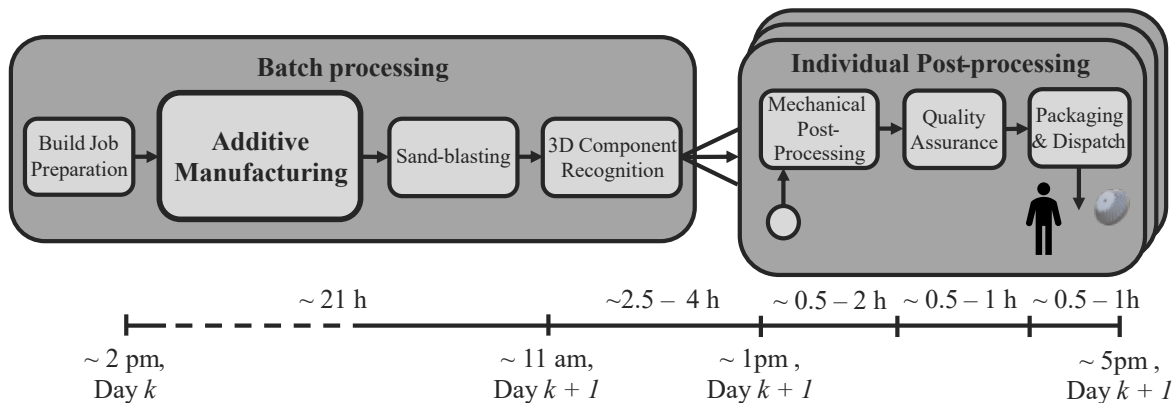 Batch processing
Build Job
Preparation
Additive
Manufacturing
Sand-blasting
3D Component
Recognition
Individual Post-processing
Mechanical
Post-
Processing
Quality
Assurance
Packaging
& Dispatch
~ 21 h
~2.5 – 4 h
~ 0.5 – 2 h
~ 0.5 – 1 h
~ 0.5 – 1h
~ 2 pm,
Day k
~ 11 am,
Day k + 1
~ 1pm ,
Day k + 1
~ 5pm ,
Day k + 1